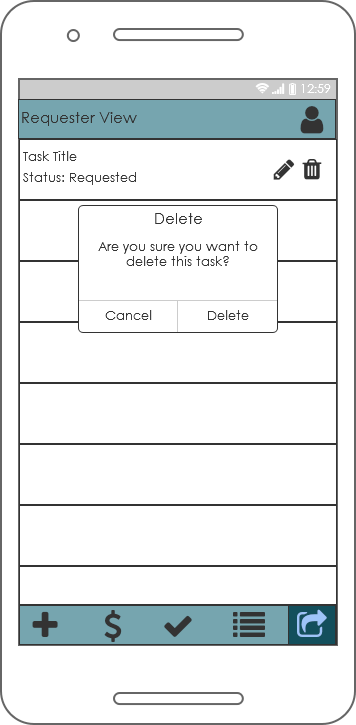 12:59
Requester View
Task Title
Status: Requested
Delete
Are you sure you want to
delete this task?
Cancel Delete
$